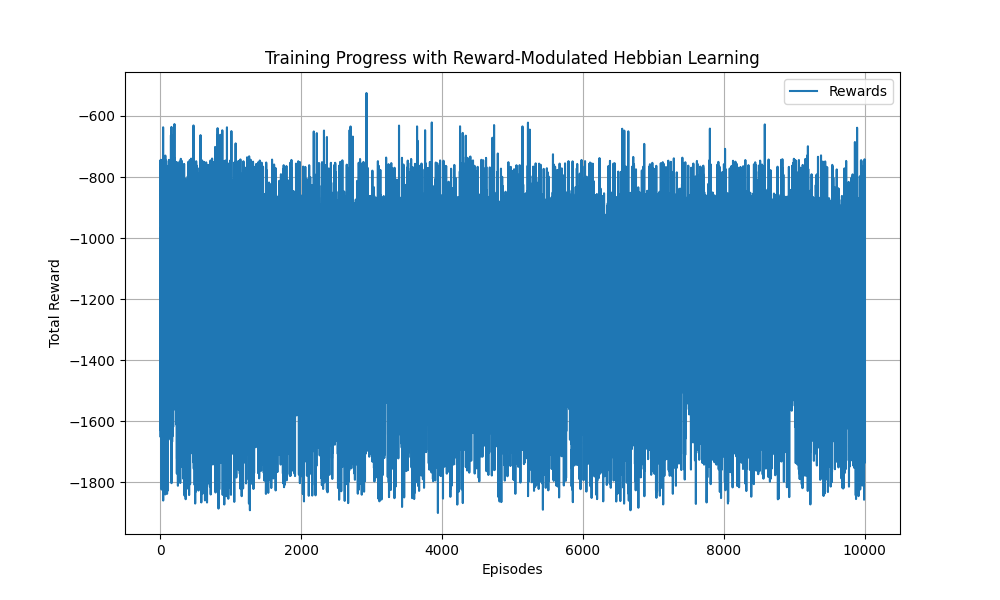 Training Progress with Reward-Modulated Hebbian Learning
Rewards
−600
−800
−1000
−1200
−1400
−1600
−1800
Total Reward
0 2000 4000 6000 8000 10000
Episodes